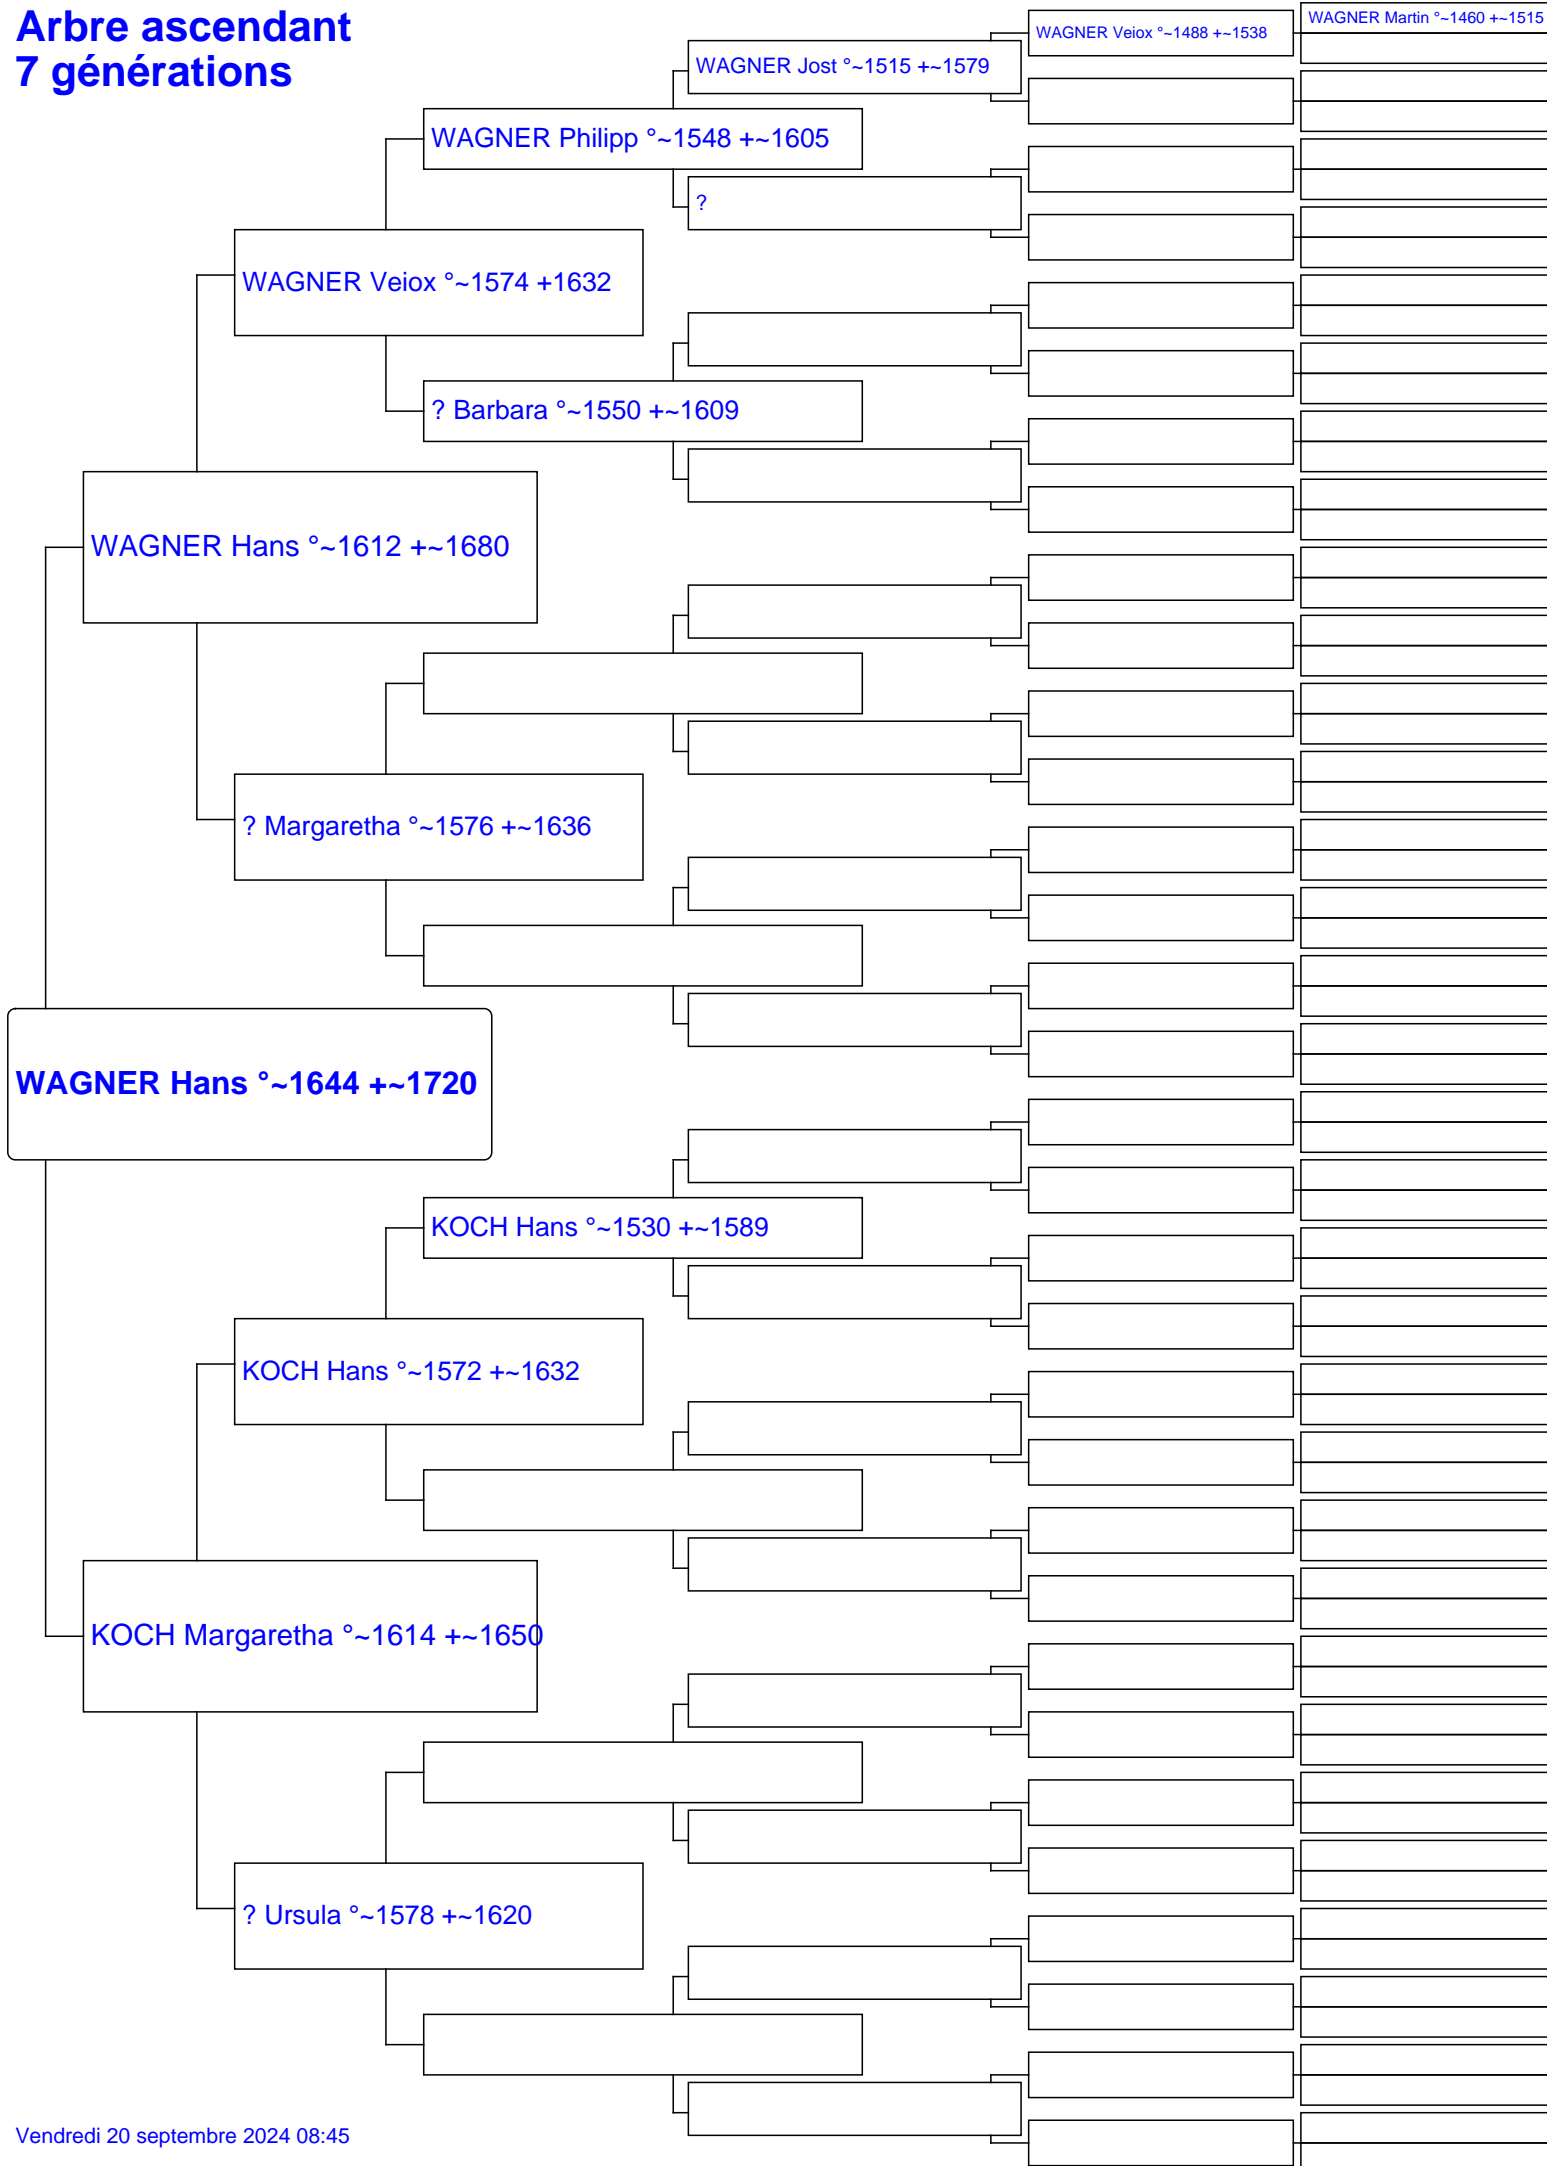 Arbre ascendant
7 générations
WAGNER Martin °~1460 +~1515
WAGNER Veiox °~1488 +~1538
WAGNER Jost °~1515 +~1579
WAGNER Philipp °~1548 +~1605
?
WAGNER Veiox °~1574 +1632
? Barbara °~1550 +~1609
WAGNER Hans °~1612 +~1680
? Margaretha °~1576 +~1636
WAGNER Hans °~1644 +~1720
KOCH Hans °~1530 +~1589
KOCH Hans °~1572 +~1632
KOCH Margaretha °~1614 +~1650
? Ursula °~1578 +~1620
Vendredi 20 septembre 2024 08:45